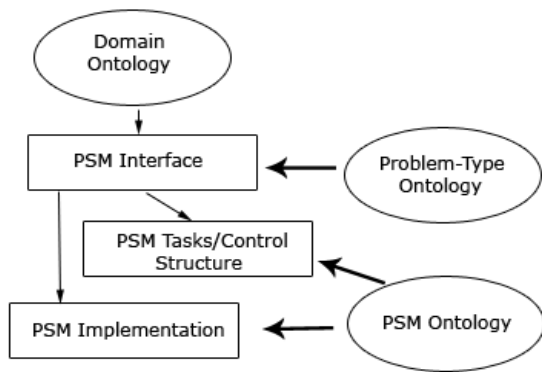 Domain
Ontology
PSM Interface
Problem-Type
Ontology
PSM Tasks/Control
Structure
PSM Implementation
PSM Ontology